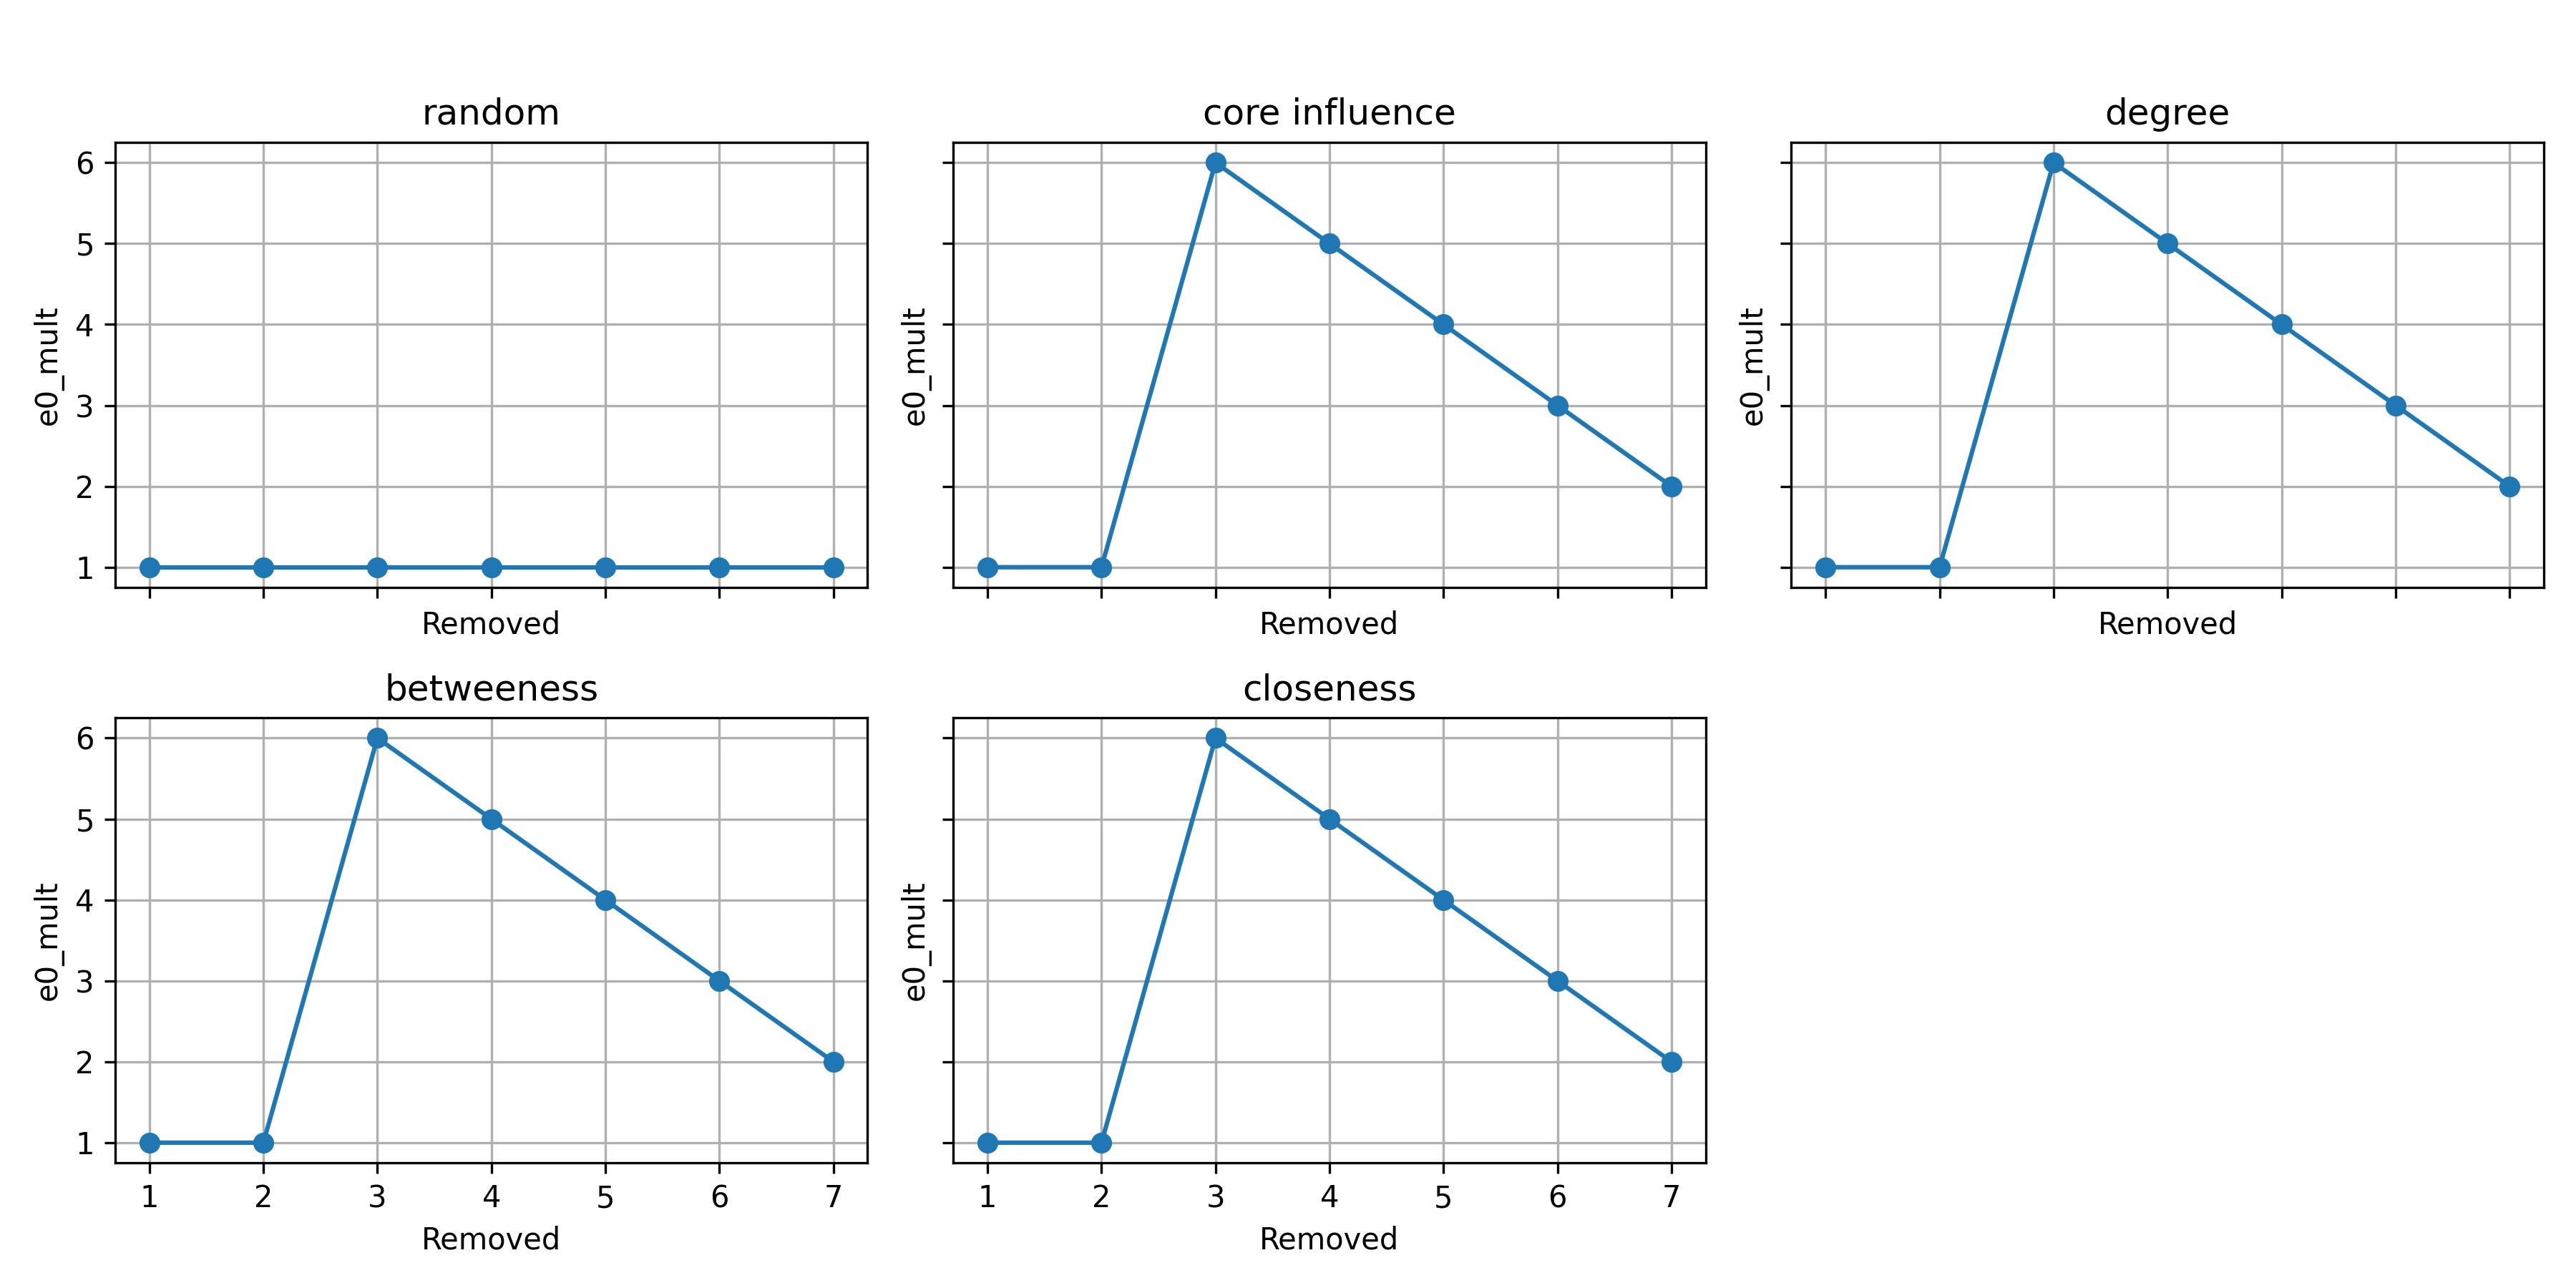 random
core influence
degree
6
5
4
3
2
1
e0_mult
e0_mult
e0_mult
Removed
Removed
Removed
betweeness
closeness
6
5
4
3
2
1
e0_mult
e0_mult
1 2 3 4 5 6 7
1 2 3 4 5 6 7
Removed
Removed